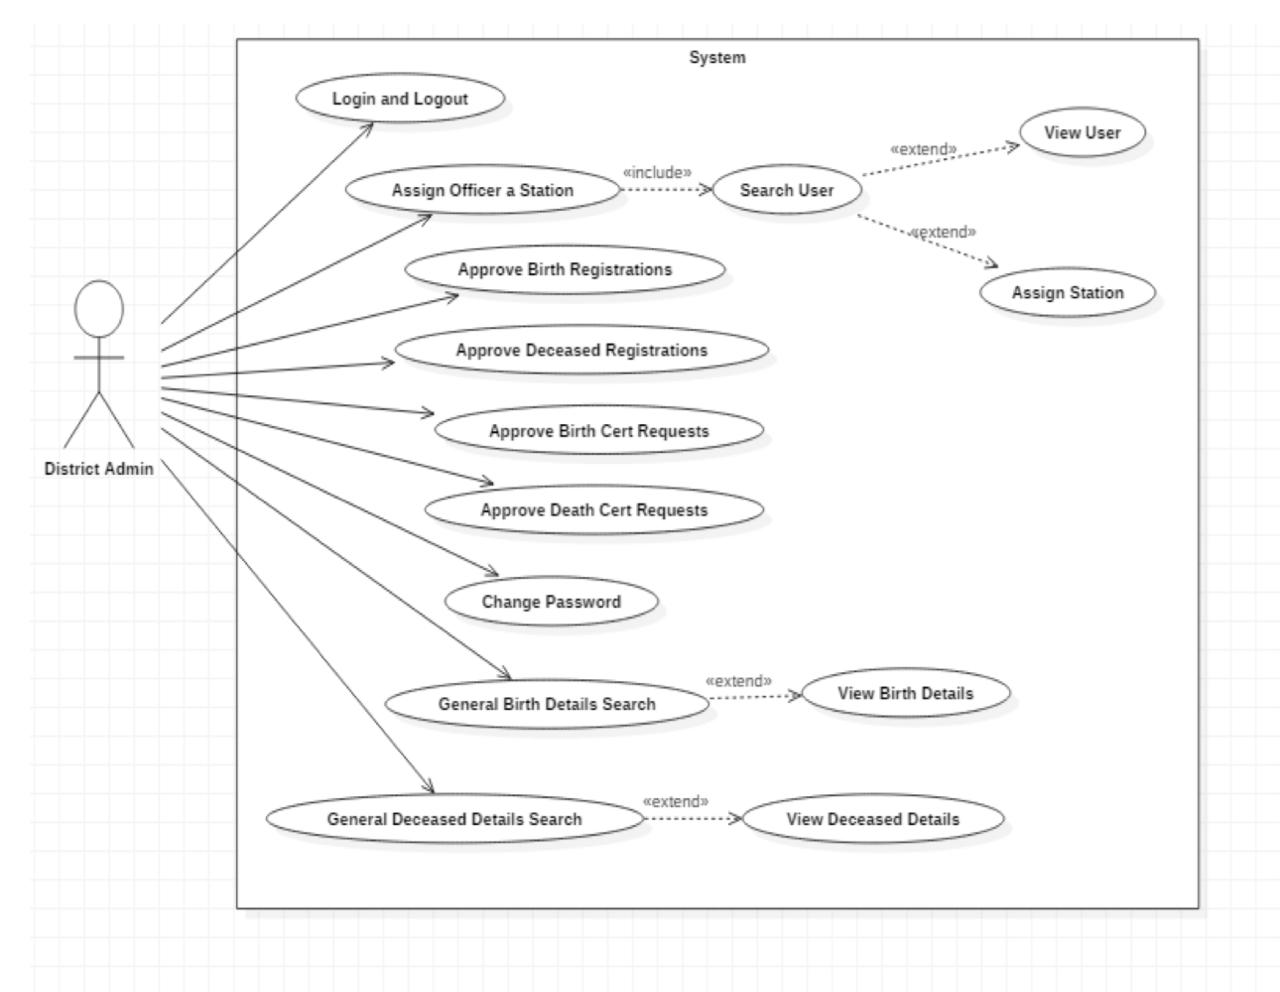 System
Login and Logout
View User
«extend»
«include»
Assign Officer a Station
Search User
«extend»
Approve Birth Registrations
Assign Station
Approve Deceased Registrations
Approve Birth Cert Requests
District Admin
Approve Death Cert Requests
Change Password
«extend»
View Birth Details
General Birth Details Search
«extend»
General Deceased Details Search
View Deceased Details